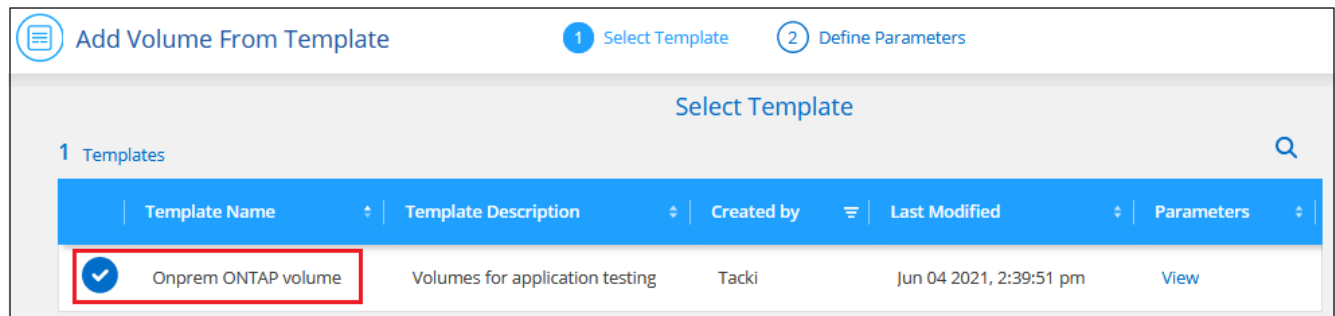 Add Volume From Template
1 Select Template
2 Define Parameters
Select Template
1 Templates
Template Name Template Description Created by Last Modified Parameters
Onprem ONTAP volume Volumes for application testing Tacki Jun 04 2021, 2:39:51 pm View